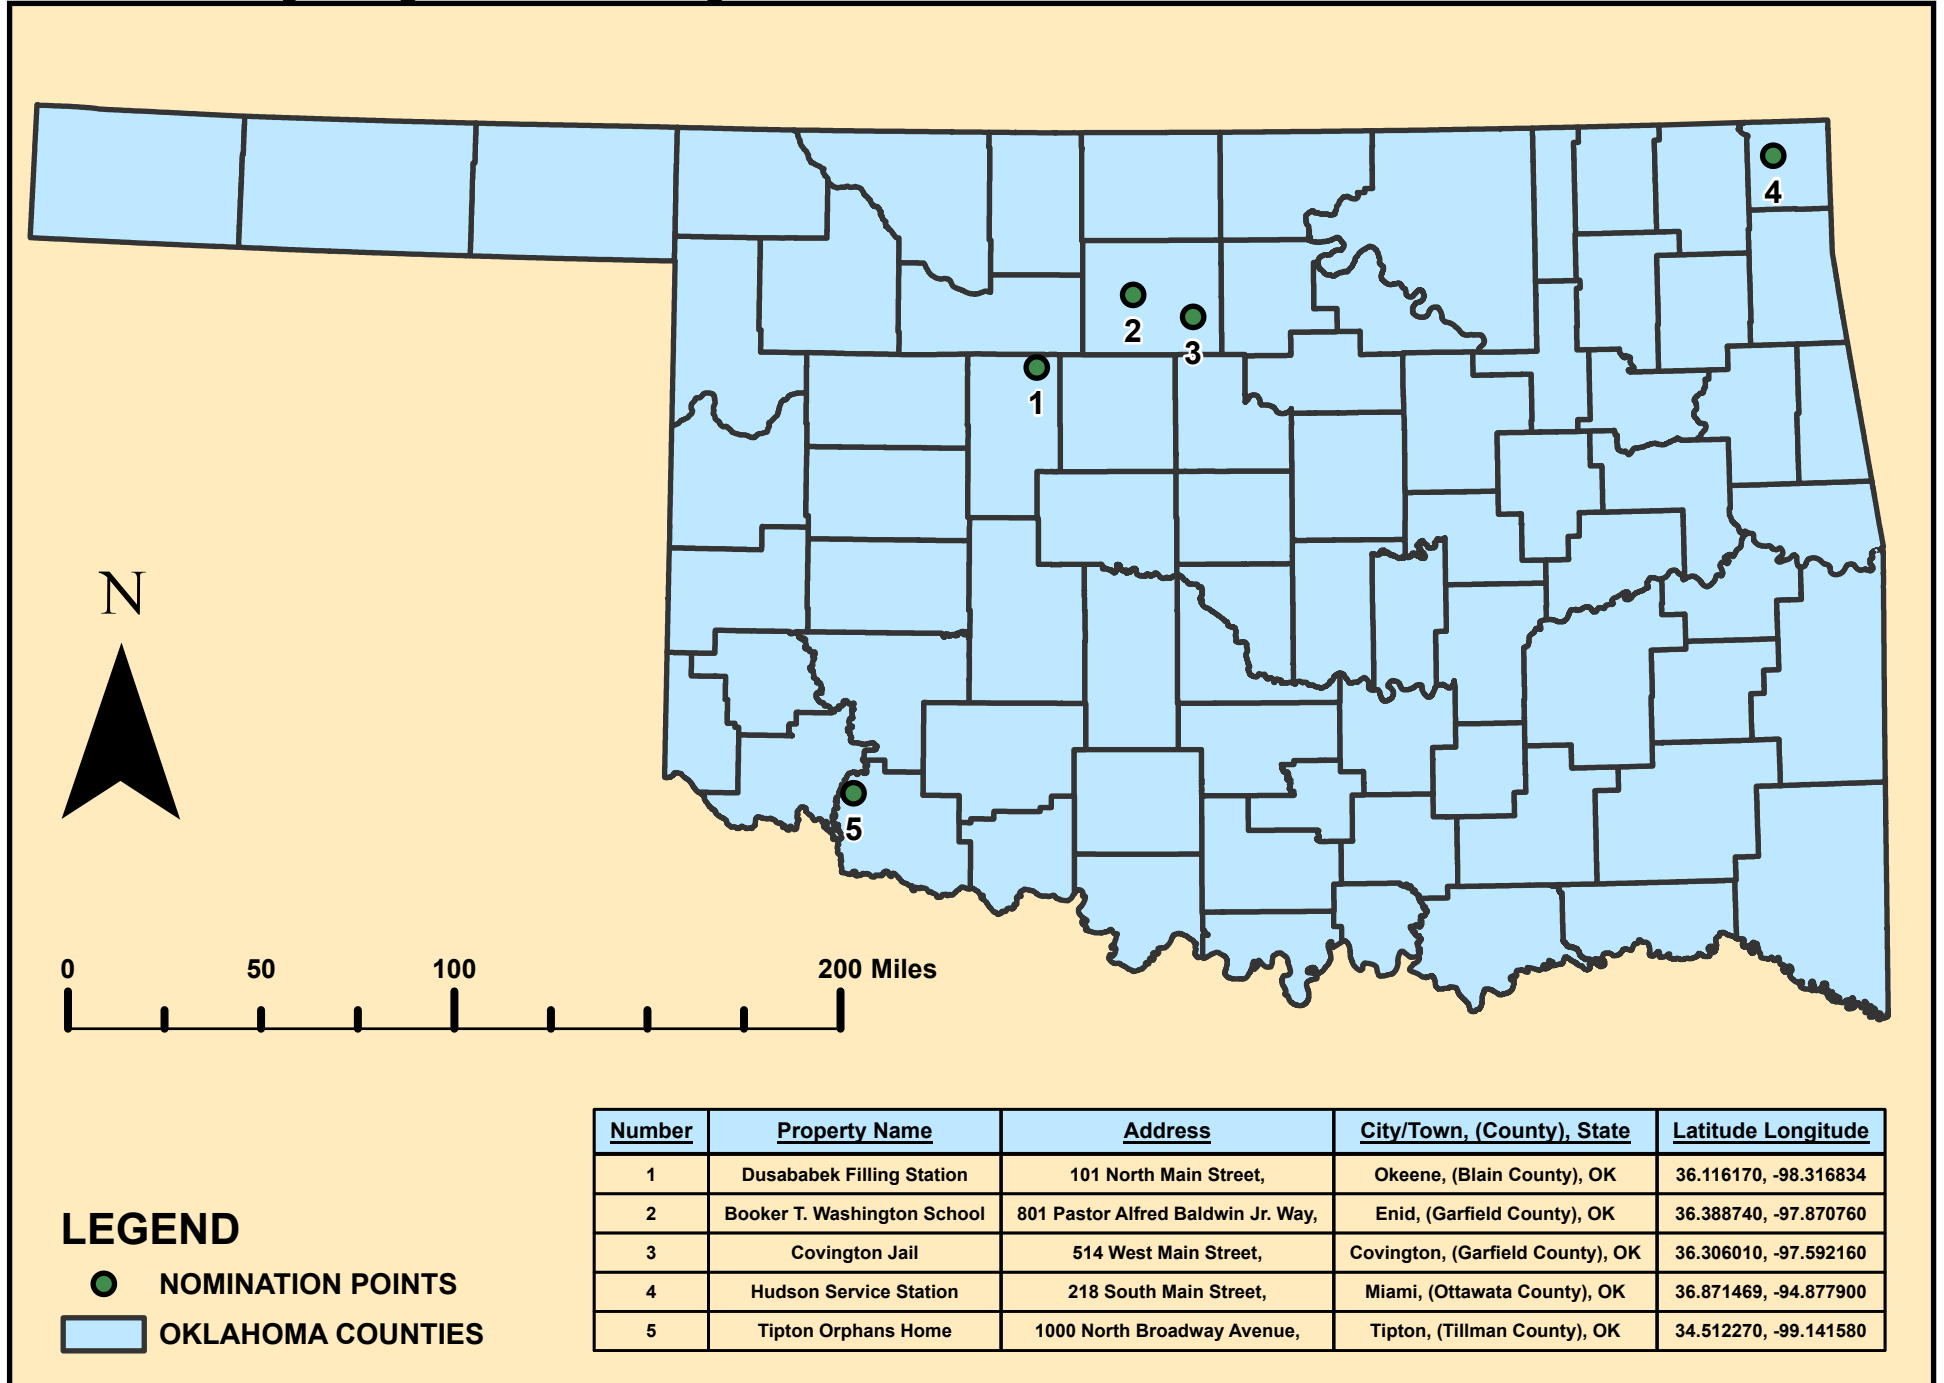 4
2
3
1
N
5
0 50 100 200 Miles
Number Property Name Address City/Town, (County), State Latitude Longitude
1 Dusababek Filling Station 101 North Main Street, Okeene, (Blain County), OK 36.116170, -98.316834
2 Booker T. Washington School 801 Pastor Alfred Baldwin Jr. Way, Enid, (Garfield County), OK 36.388740, -97.870760
3 Covington Jail 514 West Main Street, Covington, (Garfield County), OK 36.306010, -97.592160
4 Hudson Service Station 218 South Main Street, Miami, (Ottawata County), OK 36.871469, -94.877900
5 Tipton Orphans Home 1000 North Broadway Avenue, Tipton, (Tillman County), OK 34.512270, -99.141580
LEGEND
NOMINATION POINTS
OKLAHOMA COUNTIES